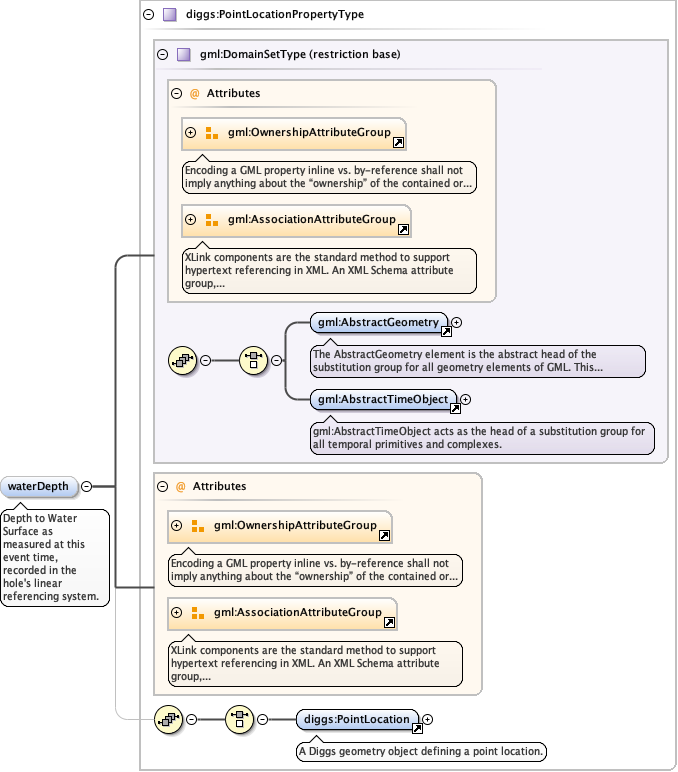 diggs:PointLocationPropertyType
gml:DomainSetType (restriction base)
@ Attributes
gml:OwnershipAttributeGroup
Encoding a GML property inline vs. by-reference shall not
imply anything about the “ownership” of the contained or...
gml:AssociationAttributeGroup
XLink components are the standard method to support
hypertext referencing in XML. An XML Schema attribute
group,...
gml:AbstractGeometry
The AbstractGeometry element is the abstract head of the
substitution group for all geometry elements of GML. This...
gml:AbstractTimeObject
gml:AbstractTimeObject acts as the head of a substitution group for
all temporal primitives and complexes.
waterDepth
Depth to Water
Surface as
measured at this
event time,
recorded in the
hole's linear
referencing system.
@ Attributes
gml:OwnershipAttributeGroup
Encoding a GML property inline vs. by-reference shall not
imply anything about the “ownership” of the contained or...
gml:AssociationAttributeGroup
XLink components are the standard method to support
hypertext referencing in XML. An XML Schema attribute
group,...
diggs:PointLocation
A Diggs geometry object defining a point location.